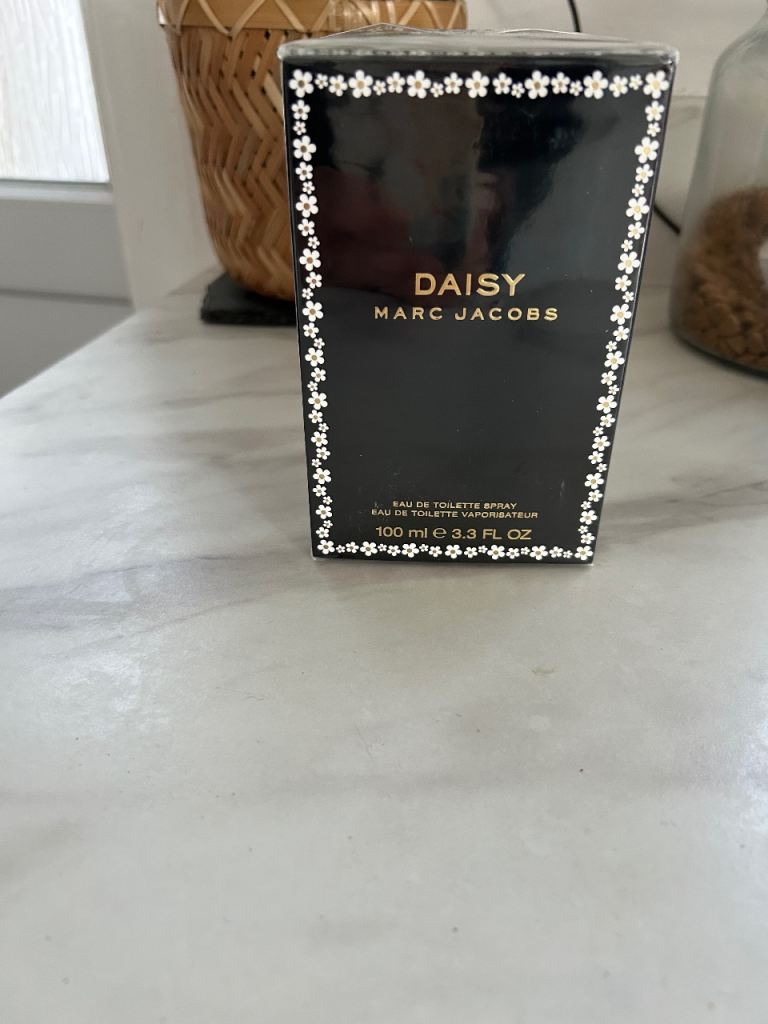 DAISY
MARC JACOBS
EAU DE TOILETTE SPRAY
EAU DE TOILETTE VAPORISATEUR
100 ml ℮ 3.3 FL OZ